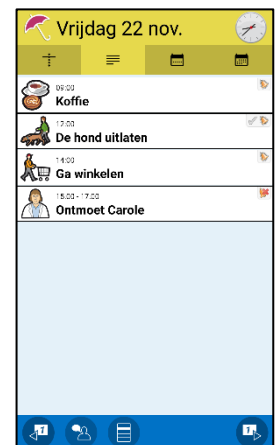 Vrijdag 22 nov.
09:00
Koffie
12:00
De hond uitlaten
14:00
Ga winkelen
15:00 - 17:00
Ontmoet Carole